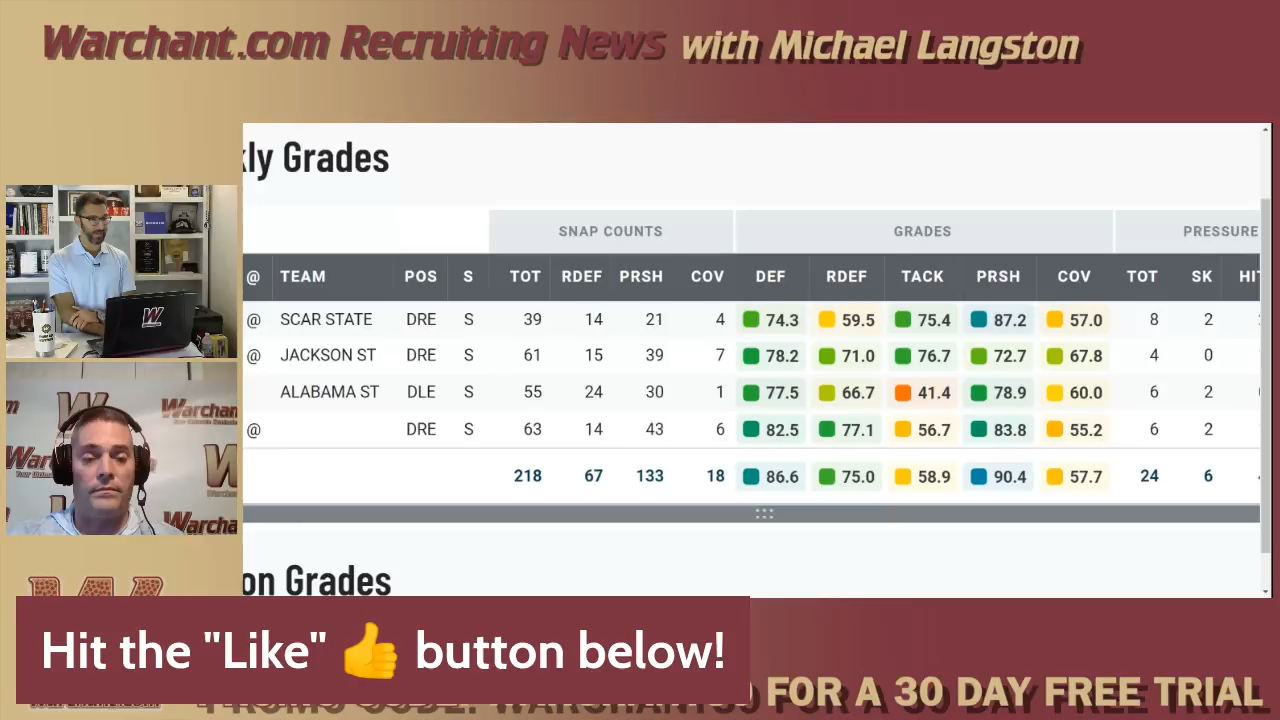 Warchant.com Recruiting News with Michael Langston
kly Grades
SNAP COUNTS GRADES PRESSURE
@ TEAM POS S TOT RDEF PRSH COV DEF RDEF TACK PRSH COV TOT SK HIT
@ SCAR STATE DRE S 39 14 21 4 74.3 59.5 75.4 87.2 57.0 8 2
@ JACKSON ST DRE S 61 15 39 7 78.2 71.0 76.7 72.7 67.8 4 0
ALABAMA ST DLE S 55 24 30 1 77.5 66.7 41.4 78.9 60.0 6 2
@ DRE S 63 14 43 6 82.5 77.1 56.7 83.8 55.2 6 2
218 67 133 18 86.6 75.0 58.9 90.4 57.7 24 6
on Grades
W
Warchant
Warchant
Hit the "Like" 👍 button below!
PROMO CODE: WARCHANT30 FOR A 30 DAY FREE TRIAL